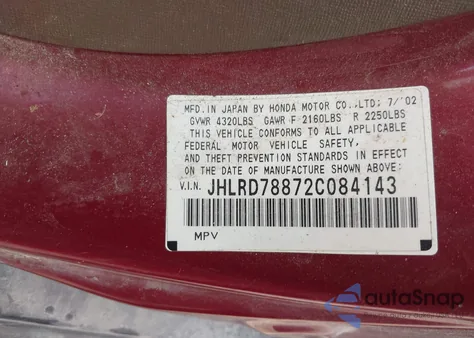 MFD. IN JAPAN BY HONDA MOTOR CO.,LTD; 7/'02
GVWR 4320LBS GAWR F 2160LBS R 2250LBS
THIS VEHICLE CONFORMS TO ALL APPLICABLE
FEDERAL MOTOR VEHICLE SAFETY,
AND THEFT PREVENTION STANDARDS IN EFFECT
ON THE DATE OF MANUFACTURE SHOWN ABOVE:
V.I.N. JHLRD78872C084143
MPV
autoSnap